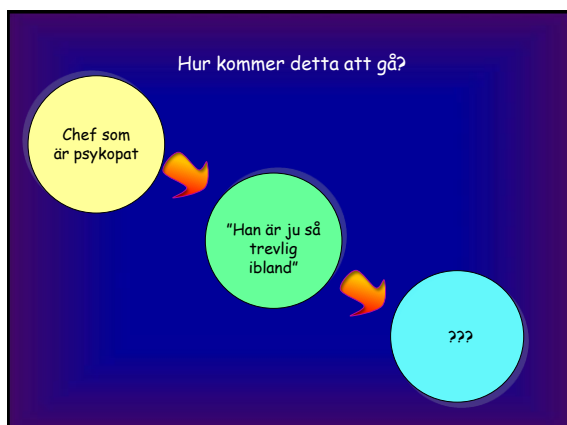 Hur kommer detta att gå?
Chef som
är psykopat
”Han är ju så
trevlig
ibland”
???